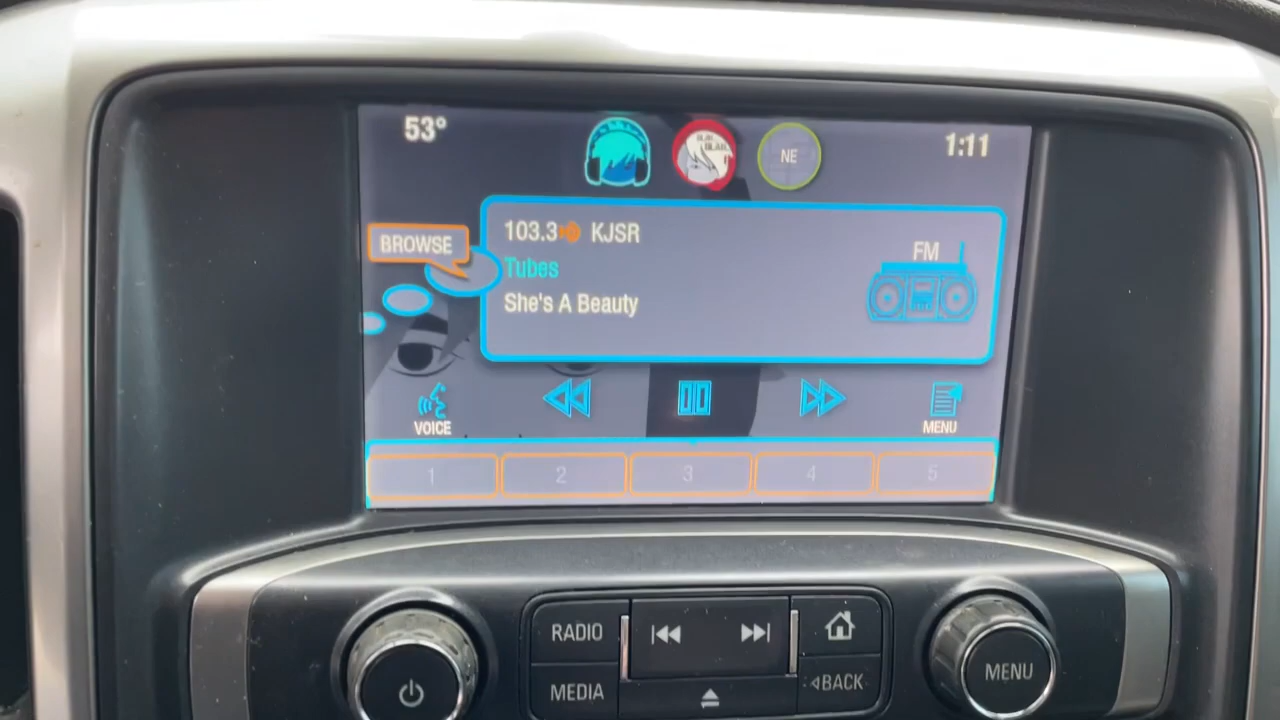 53°
NE
1:11
BROWSE
103.3 KJSR
Tubes
She's A Beauty
FM
VOICE
MENU
1 2 3 4 5
RADIO
MEDIA
BACK
MENU